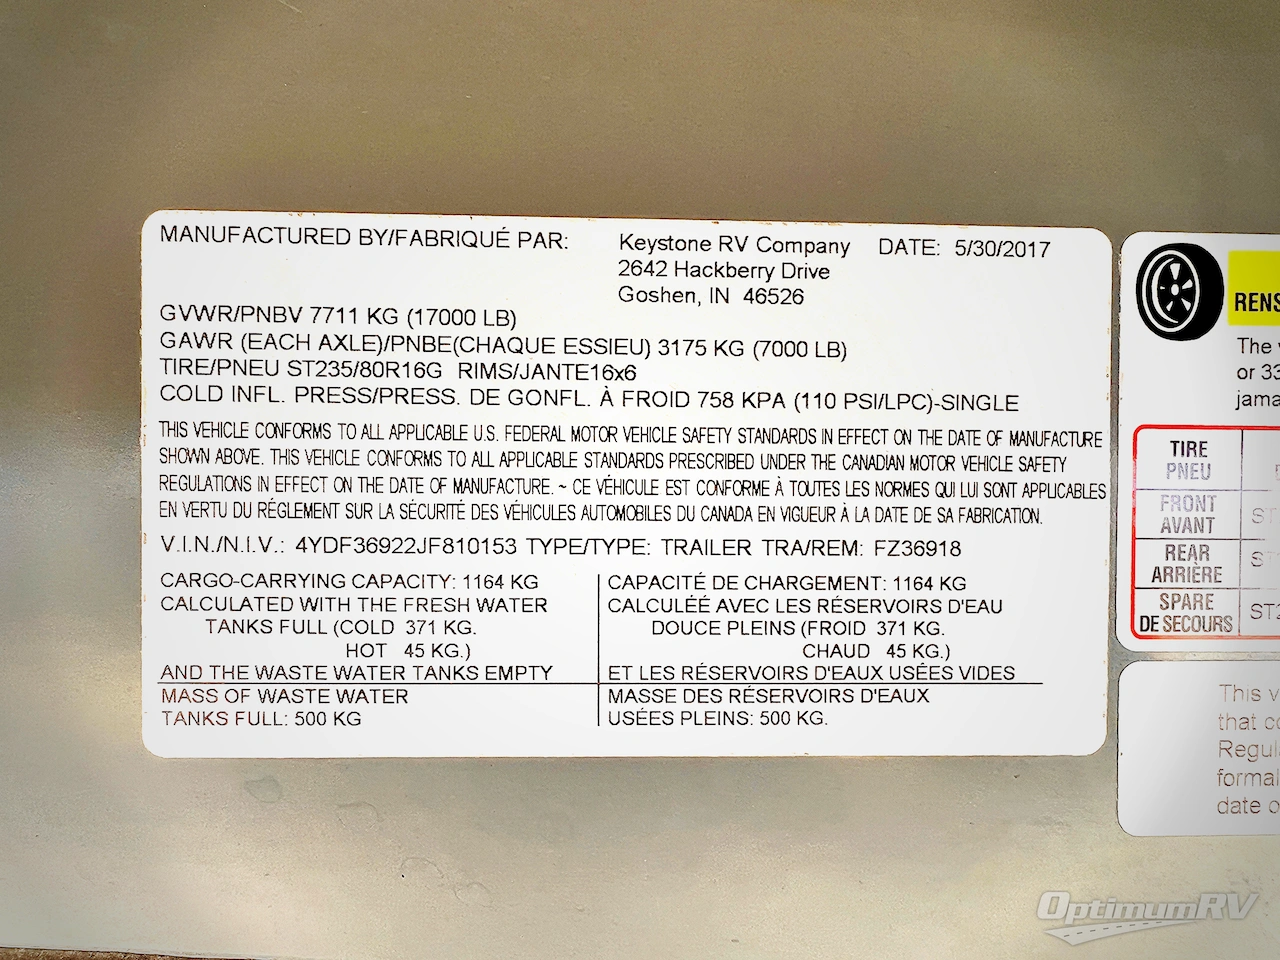 MANUFACTURED BY/FABRIQUÉ PAR: Keystone RV Company DATE: 5/30/2017
2642 Hackberry Drive
Goshen, IN 46526
GVWR/PNBV 7711 KG (17000 LB)
GAWR (EACH AXLE)/PNBE(CHAQUE ESSIEU) 3175 KG (7000 LB)
TIRE/PNEU ST235/80R16G RIMS/JANTE16x6
COLD INFL. PRESS/PRESS. DE GONFL. À FROID 758 KPA (110 PSI/LPC)-SINGLE
THIS VEHICLE CONFORMS TO ALL APPLICABLE U.S. FEDERAL MOTOR VEHICLE SAFETY STANDARDS IN EFFECT ON THE DATE OF MANUFACTURE
SHOWN ABOVE. THIS VEHICLE CONFORMS TO ALL APPLICABLE STANDARDS PRESCRIBED UNDER THE CANADIAN MOTOR VEHICLE SAFETY
REGULATIONS IN EFFECT ON THE DATE OF MANUFACTURE. ~ CE VÉHICULE EST CONFORME À TOUTES LES NORMES QUI LUI SONT APPLICABLES
EN VERTU DU RÉGLEMENT SUR LA SÉCURITÉ DES VÉHICULES AUTOMOBILES DU CANADA EN VIGUEUR À LA DATE DE SA FABRICATION.
V.I.N./N.I.V.: 4YDF36922JF810153 TYPE/TYPE: TRAILER TRA/REM: FZ36918
CARGO-CARRYING CAPACITY: 1164 KG
CALCULATED WITH THE FRESH WATER
TANKS FULL (COLD 371 KG.
HOT 45 KG.)
AND THE WASTE WATER TANKS EMPTY
MASS OF WASTE WATER
TANKS FULL: 500 KG
CAPACITÉ DE CHARGEMENT: 1164 KG
CALCULÉE AVEC LES RÉSERVOIRS D'EAU
DOUCE PLEINS (FROID 371 KG.
CHAUD 45 KG.)
ET LES RÉSERVOIRS D'EAUX USÉES VIDES
MASSE DES RÉSERVOIRS D'EAUX
USÉES PLEINS: 500 KG.
RENS
The v
or 33
jama
TIRE
PNEU
FRONT
AVANT
ST
REAR
ARRIÈRE
S
SPARE
DE SECOURS
ST2
This v
that co
Regul
formal
date o
OptimumRV